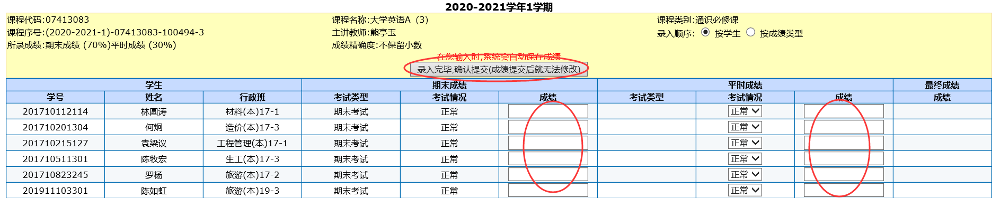 2020-2021学年1学期
课程代码:07413083 课程名称:大学英语A（3） 课程类别:通识必修课
课程序号:(2020-2021-1)-07413083-100494-3 主讲教师:熊亭玉 录入顺序: 按学生 按成绩类型
所录成绩:期末成绩 (70%)平时成绩 (30%) 成绩精确度:不保留小数
在您输入时,系统会自动保存成绩
录入完毕,确认提交(成绩提交后就无法修改)
学生 期末成绩 平时成绩 最终成绩
学号 姓名 行政班 考试类型 考试情况 成绩 考试类型 考试情况 成绩 成绩
201710112114 林圆涛 材料(本)17-1 期末考试 正常 正常
201710201304 何炯 造价(本)17-3 期末考试 正常 正常
201710215127 袁梁议 工程管理(本)17-1 期末考试 正常 正常
201710511301 陈牧宏 生工(本)17-3 期末考试 正常 正常
201710823245 罗杨 旅游(本)17-2 期末考试 正常 正常
201911103301 陈如虹 旅游(本)19-3 期末考试 正常 正常